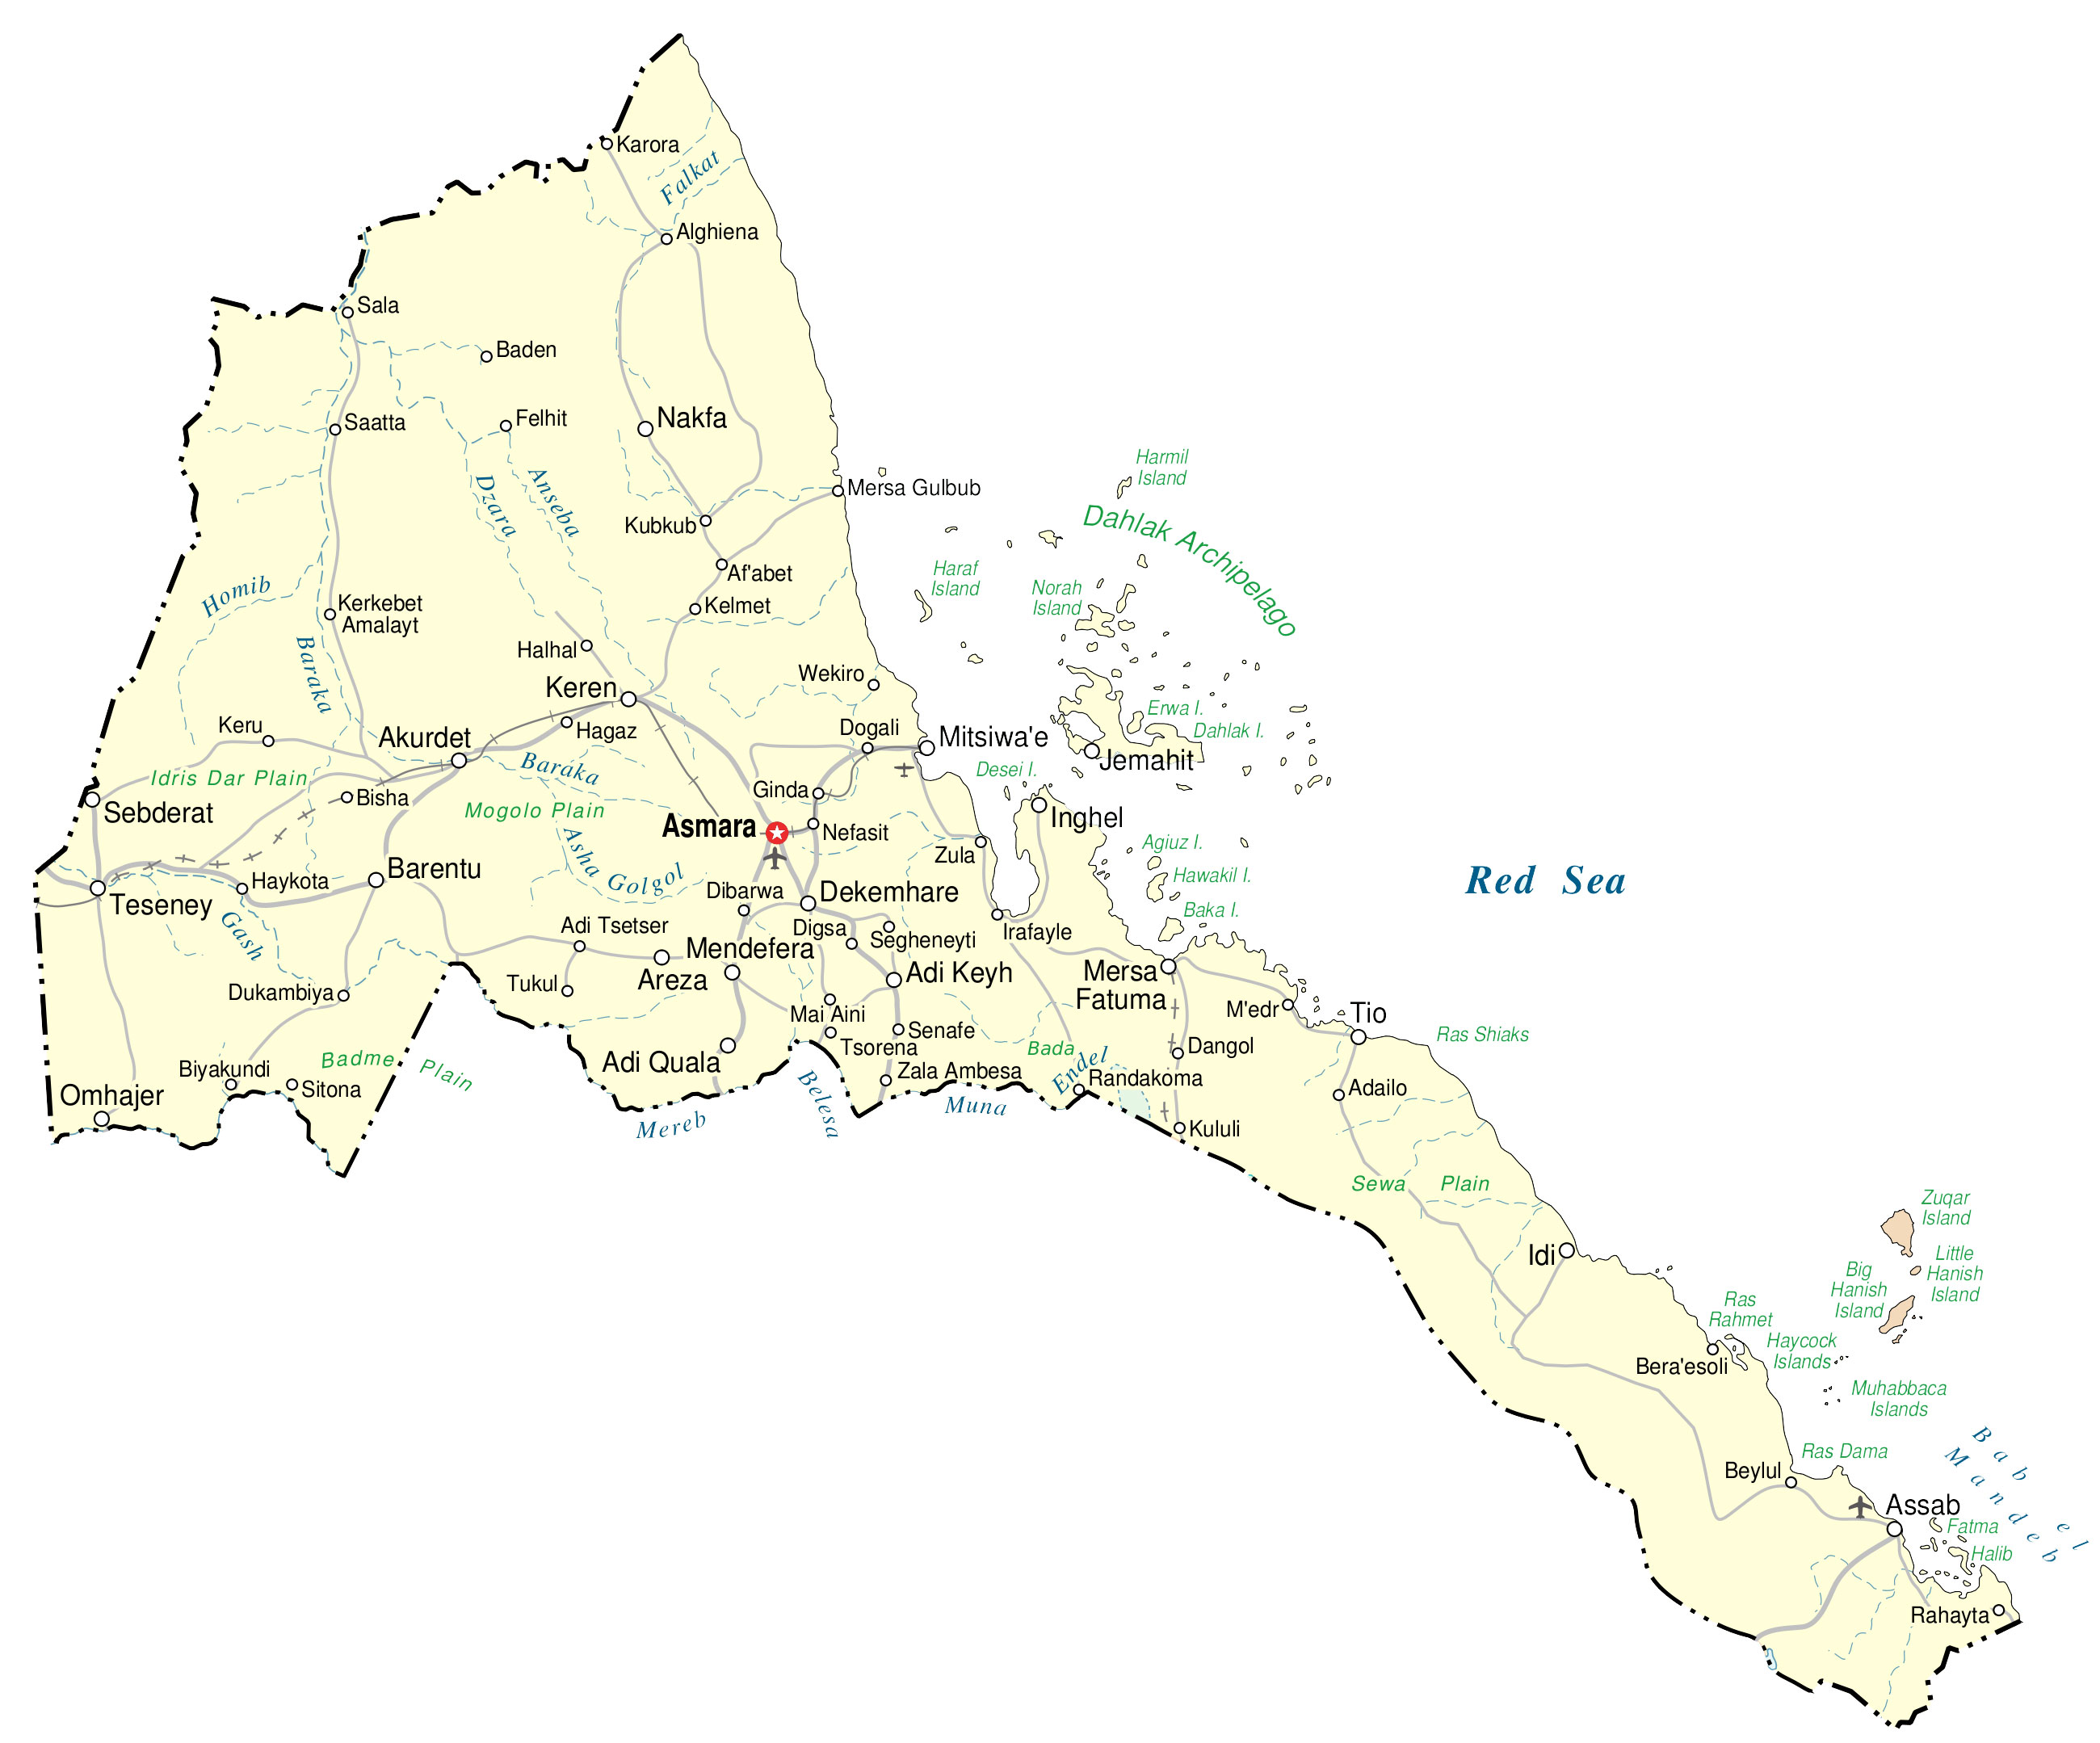 Karora
Falkat
Alghiena
Sala
Baden
Saatta
Felhit
Nakfa
Dzara
Anseba
Mersa Gulbub
Kubkub
Harmil
Island
Dahlak Archipelago
Af'abet
Haraf
Island
Norah
Island
Homib
Kerkebet
Amalayt
Kelmet
Baraka
Halhal
Wekiro
Keren
Keru
Akurdet
Hagaz
Dogali
Mitsiwa'e
Erwa I.
Dahlak I.
Jemahit
Idris Dar Plain
Baraka
Desei I.
Bisha
Ginda
Sebderat
Mogolo Plain
Asmara
Nefasit
Inghel
Zula
Agiuz I.
Asha Golgol
Haykota
Barentu
Hawakil I.
Red Sea
Teseney
Dibarwa
Dekemhare
Baka I.
Gash
Adi Tsetser
Digsa
Segheneyti
Irafayle
Mendefera
Areza
Adi Keyh
Mersa
Fatuma
Tukul
Dukambiya
Mai Aini
M'edr
Tio
Senafe
Ras Shiaks
Tsorena
Bada
Dangol
Adi Quala
Badme Plain
Endel
Biyakundi
Sitona
Zala Ambesa
Randakoma
Adailo
Omhajer
Belesa
Muna
Mereb
Kululi
Sewa Plain
Zuqar
Island
Idi
Little
Hanish
Island
Big
Hanish
Island
Ras
Rahmet
Haycock
Islands
Bera'esoli
Muhabbaca
Islands
Ras Dama
Bab el
Mandeb
Beylul
Assab
Fatma
Halib
Rahayta